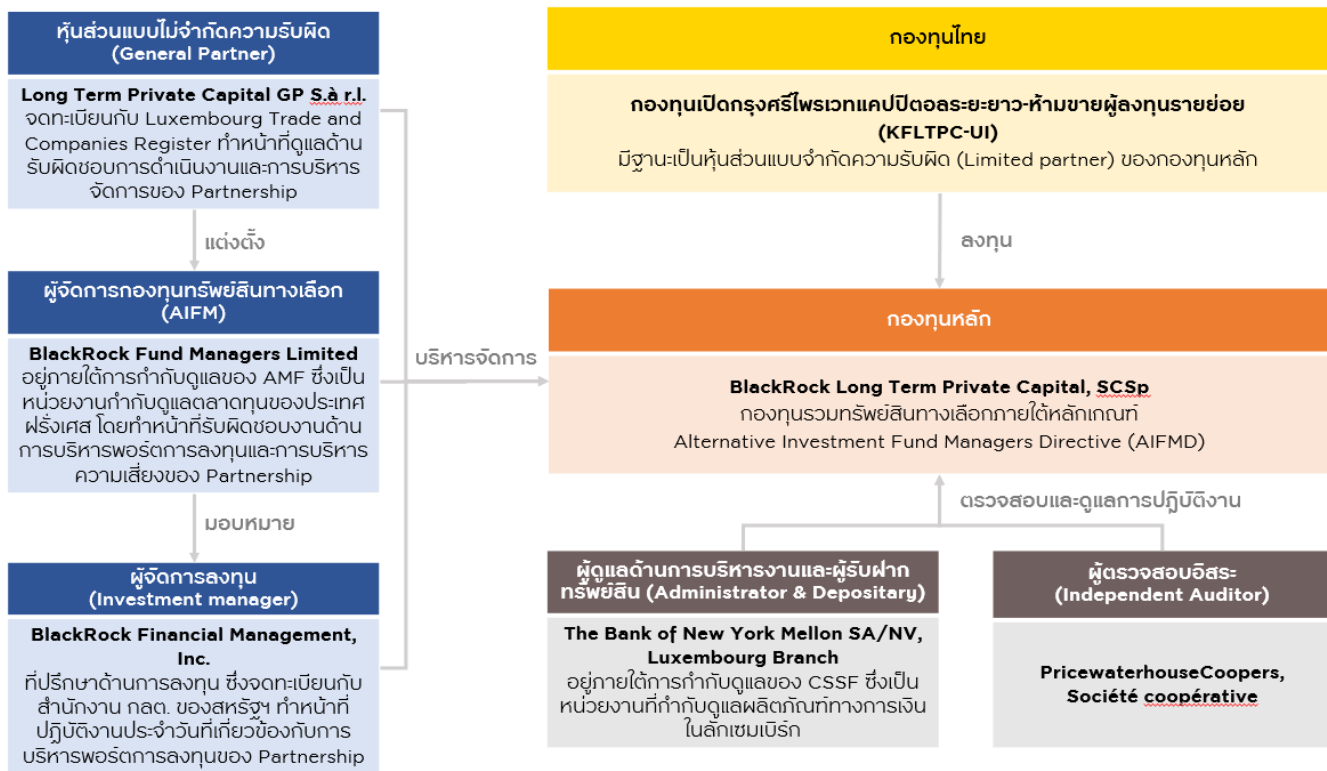 หุ้นส่วนแบบไม่จำกัดความรับผิด
(General Partner)
Long Term Private Capital GP S.à r.l.
จดทะเบียนกับ Luxembourg Trade and
Companies Register ทำหน้าที่ดูแลด้าน
รับผิดชอบการดำเนินงานและการบริหาร
จัดการของ Partnership
แต่งตั้ง
ผู้จัดการกองทุนทรัพย์สินทางเลือก
(AIFM)
BlackRock Fund Managers Limited
อยู่ภายใต้การกำกับดูแลของ AMF ซึ่งเป็น
หน่วยงานกำกับดูแลตลาดทุนของประเทศ
ฝรั่งเศส โดยทำหน้าที่รับผิดชอบงานด้าน
การบริหารพอร์ตการลงทุนและการบริหาร
ความเสี่ยงของ Partnership
มอบหมาย
ผู้จัดการลงทุน
(Investment manager)
BlackRock Financial Management,
Inc.
ที่ปรึกษาด้านการลงทุน ซึ่งจดทะเบียนกับ
สำนักงาน กลต. ของสหรัฐฯ ทำหน้าที่
ปฏิบัติงานประจำวันที่เกี่ยวข้องกับการ
บริหารพอร์ตการลงทุนของ Partnership
บริหารจัดการ
กองทุนไทย
กองทุนเปิดกรุงศรีไพรเวทแคปปิตอลระยะยาว-ห้ามขายผู้ลงทุนรายย่อย
(KFLTPC-UI)
มีฐานะเป็นหุ้นส่วนแบบจำกัดความรับผิด (Limited partner) ของกองทุนหลัก
ลงทุน
กองทุนหลัก
BlackRock Long Term Private Capital, SCSp
กองทุนรวมทรัพย์สินทางเลือกภายใต้หลักเกณฑ์
Alternative Investment Fund Managers Directive (AIFMD)
ตรวจสอบและดูแลการปฏิบัติงาน
ผู้ดูแลด้านการบริหารงานและผู้รับฝาก
ทรัพย์สิน (Administrator & Depositary)
The Bank of New York Mellon SA/NV,
Luxembourg Branch
อยู่ภายใต้การกำกับดูแลของ CSSF ซึ่งเป็น
หน่วยงานที่กำกับดูแลผลิตภัณฑ์ทางการเงิน
ในลักเซมเบิร์ก
ผู้ตรวจสอบอิสระ
(Independent Auditor)
PricewaterhouseCoopers,
Société coopérative